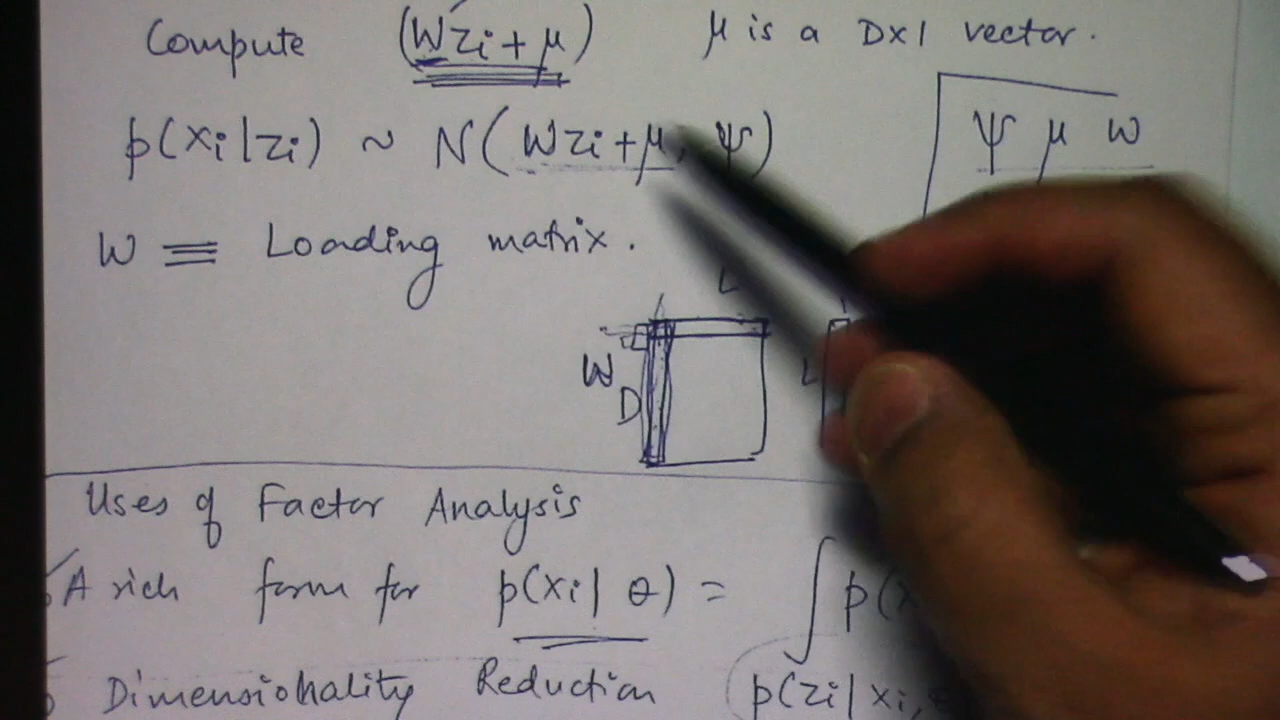 Compute (Wzi + μ) μ is a D×1 vector.
p(xi|zi) ~ N(Wzi + μ, ψ) ψ μ W
W ≡ Loading matrix.
L
W
D L
Uses of Factor Analysis
A rich form for p(xi| θ) = ∫ p(x
Dimensionality Reduction p(zi|xi,